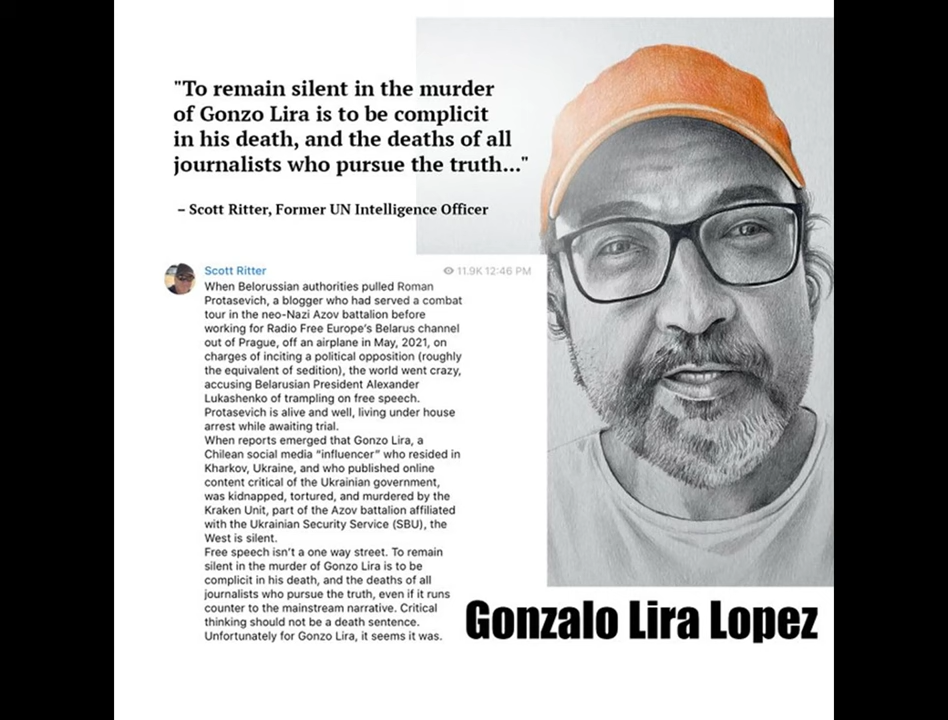 "To remain silent in the murder
of Gonzo Lira is to be complicit
in his death, and the deaths of all
journalists who pursue the truth..."
– Scott Ritter, Former UN Intelligence Officer
Scott Ritter 11.9K 12:46 PM
When Belorussian authorities pulled Roman
Protasevich, a blogger who had served a combat
tour in the neo-Nazi Azov battalion before
working for Radio Free Europe's Belarus channel
out of Prague, off an airplane in May, 2021, on
charges of inciting a political opposition (roughly
the equivalent of sedition), the world went crazy,
accusing Belarusian President Alexander
Lukashenko of trampling on free speech.
Protasevich is alive and well, living under house
arrest while awaiting trial.
When reports emerged that Gonzo Lira, a
Chilean social media "influencer" who resided in
Kharkov, Ukraine, and who published online
content critical of the Ukrainian government,
was kidnapped, tortured, and murdered by the
Kraken Unit, part of the Azov battalion affiliated
with the Ukrainian Security Service (SBU), the
West is silent.
Free speech isn't a one way street. To remain
silent in the murder of Gonzo Lira is to be
complicit in his death, and the deaths of all
journalists who pursue the truth, even if it runs
counter to the mainstream narrative. Critical
thinking should not be a death sentence.
Unfortunately for Gonzo Lira, it seems it was.
Gonzalo Lira Lopez